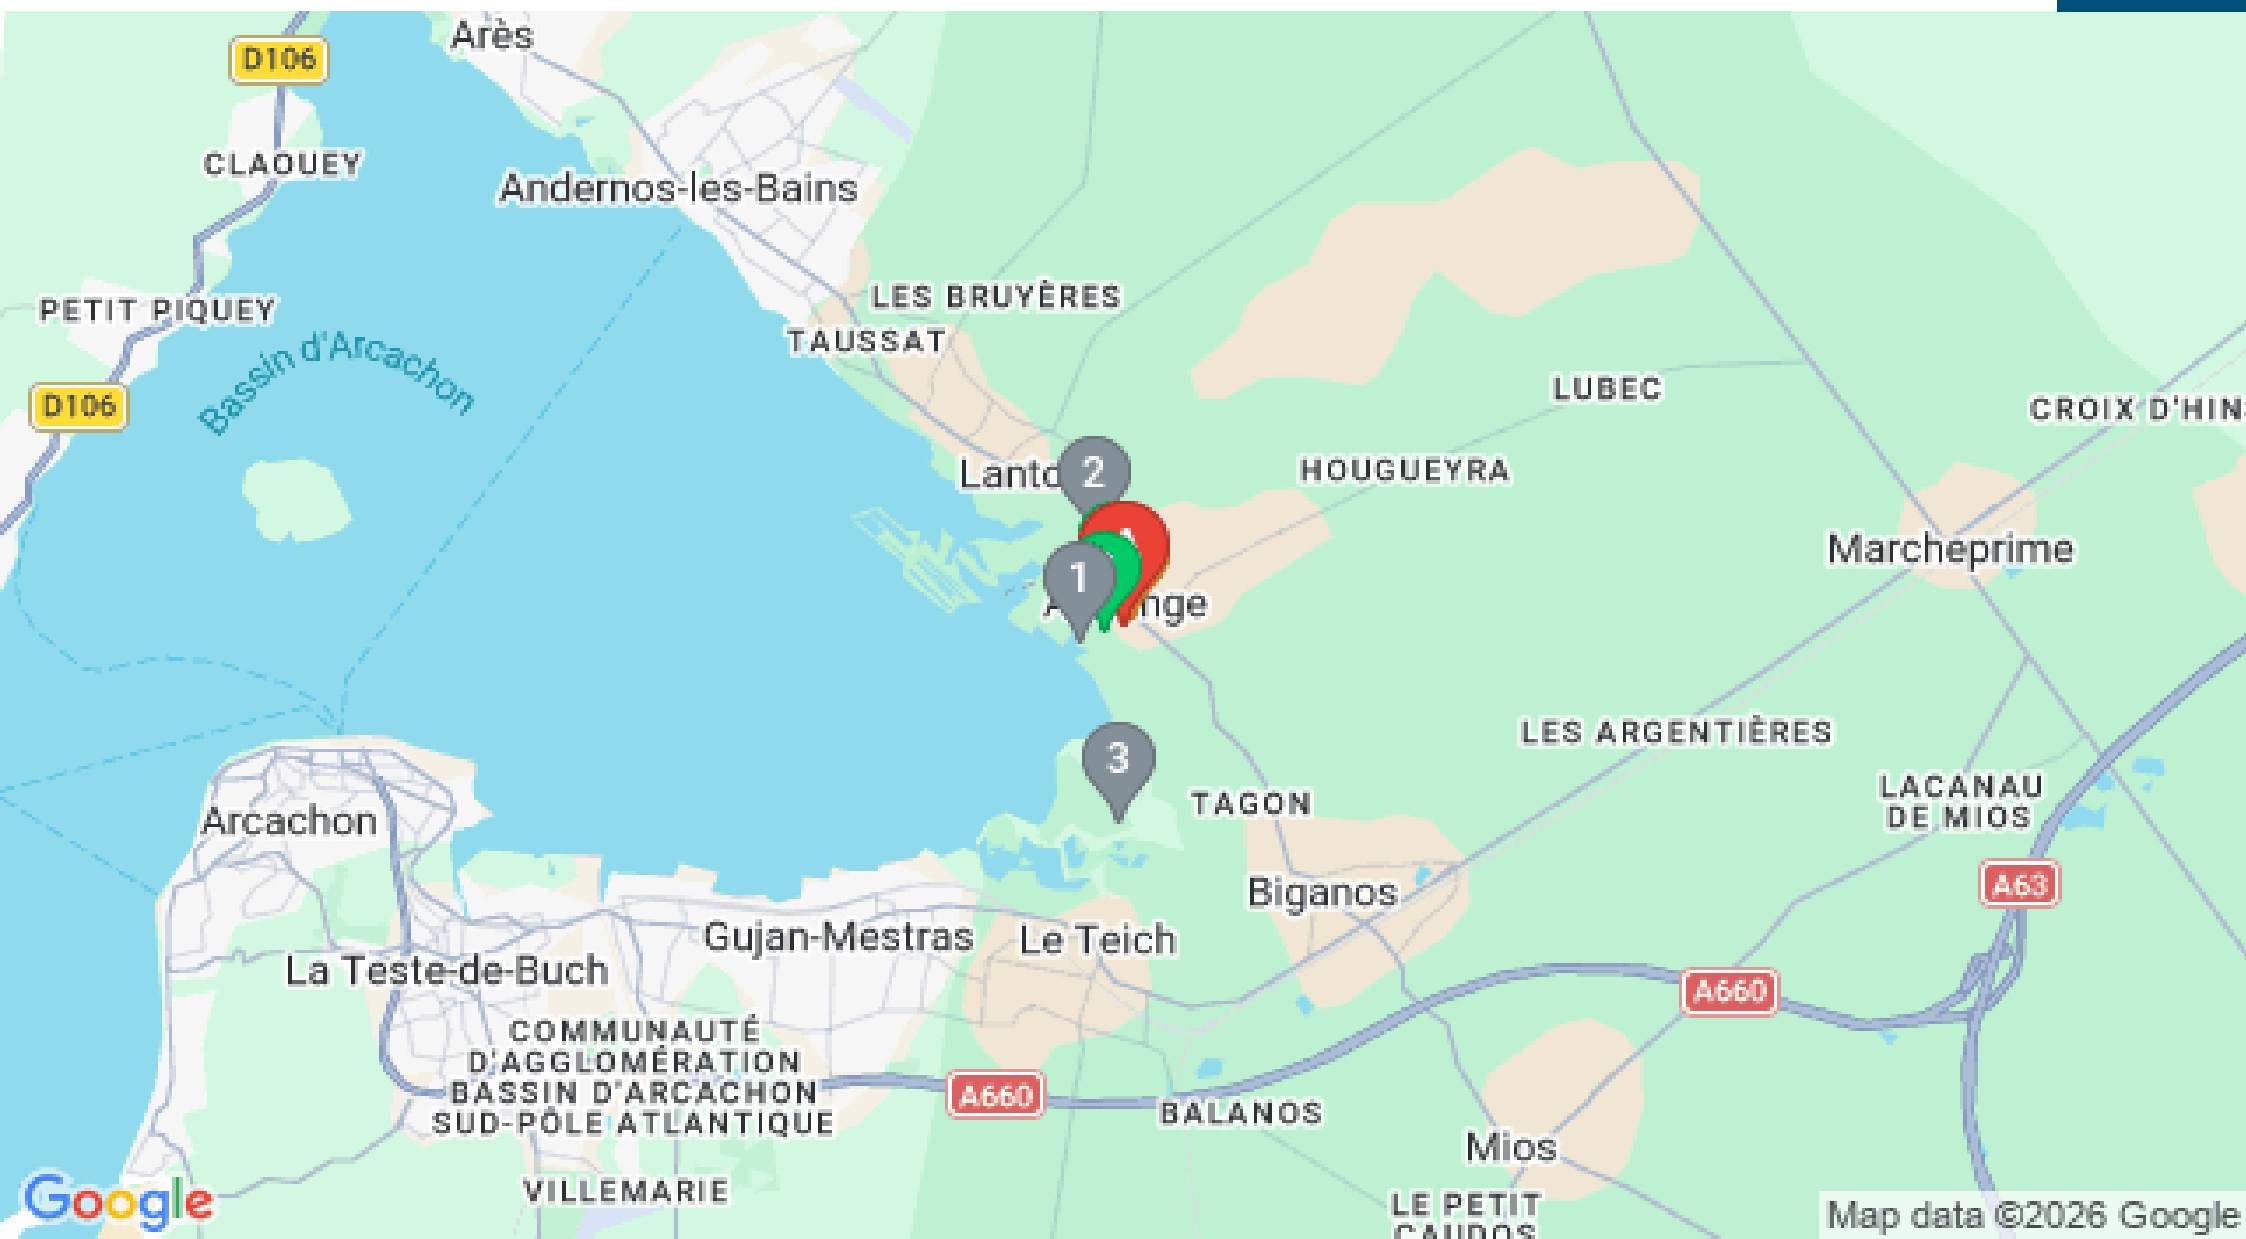 Arès
D106
CLAOUEY
Andernos-les-Bains
PETIT PIQUEY
LES BRUYÈRES
TAUSSAT
Bassin d'Arcachon
D106
LUBEC
CROIX D'HIN
2
HOUGUEYRA
Marcheprime
1
LES ARGENTIÈRES
3
TAGON
LACANAU
DE MIOS
Arcachon
Biganos
A63
Gujan-Mestras
Le Teich
La Teste-de-Buch
A660
COMMUNAUTÉ
D'AGGLOMÉRATION
BASSIN D'ARCACHON
SUD-PÔLE ATLANTIQUE
A660
BALANOS
Mios
VILLEMARIE
LE PETIT
CAUDOS
Google
Map data ©2026 Google